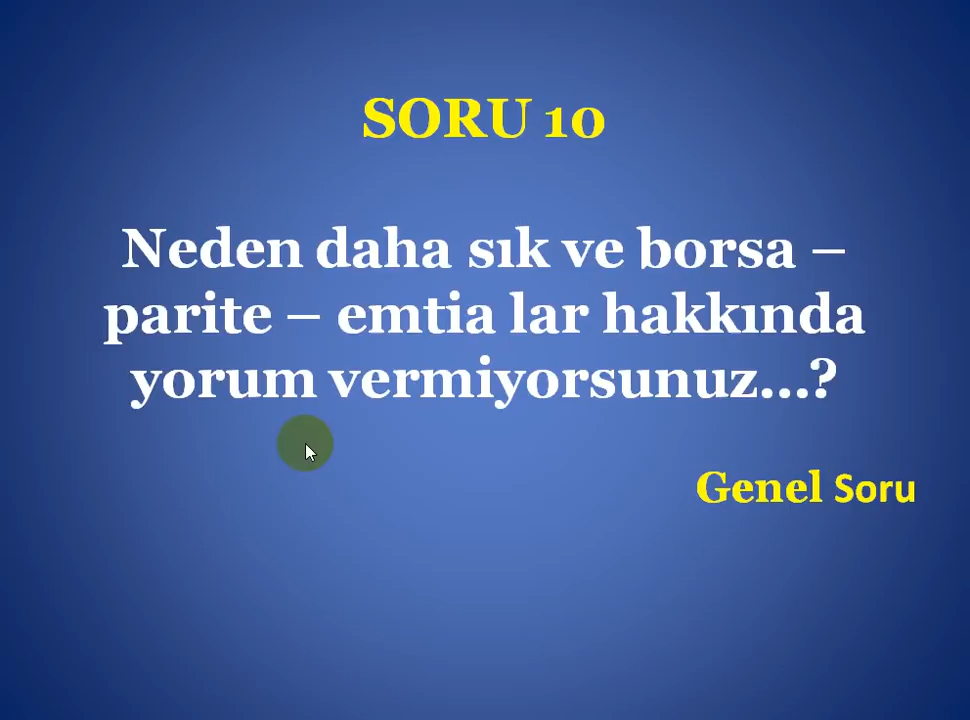 SORU 10
Neden daha sık ve borsa –
parite – emtia lar hakkında
yorum vermiyorsunuz...?
Genel Soru